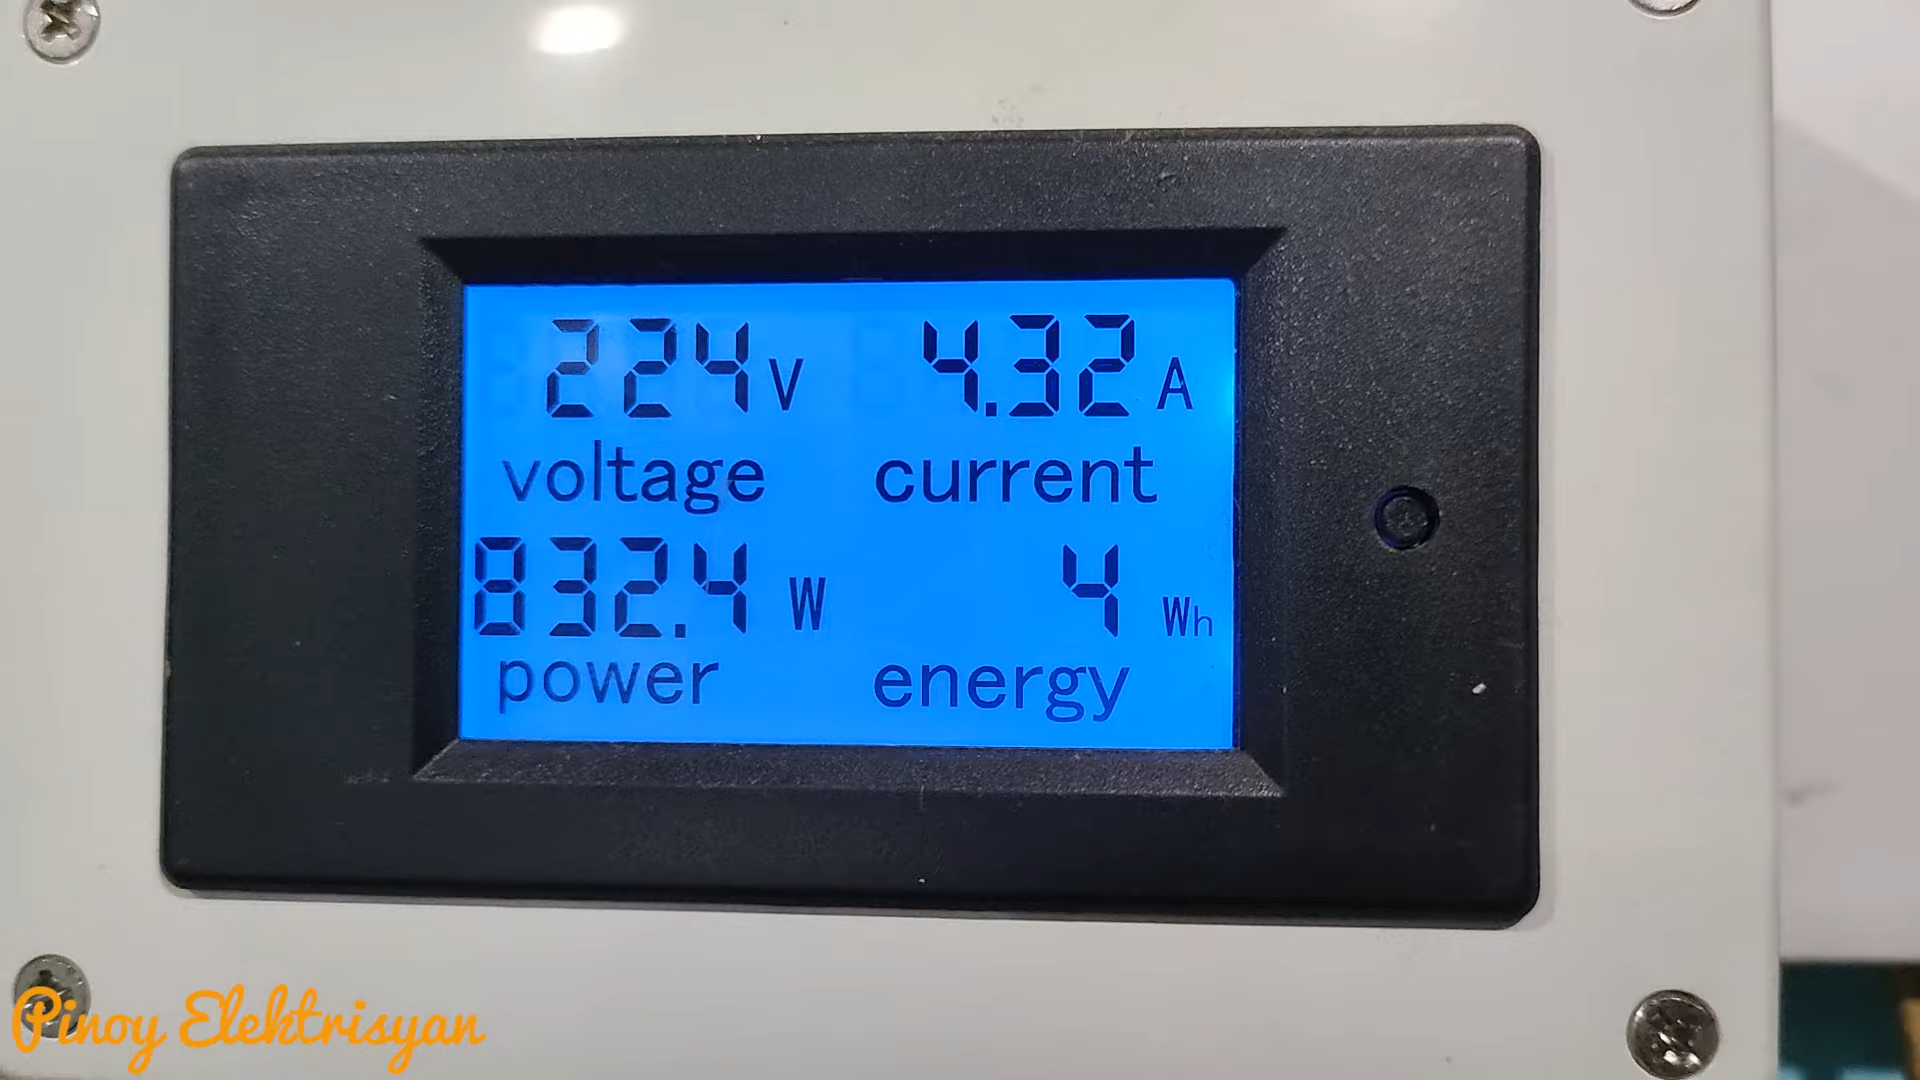 224 V 4.32 A
voltage current
832.4 W 4 Wh
power energy
Pinoy Elektrisyan